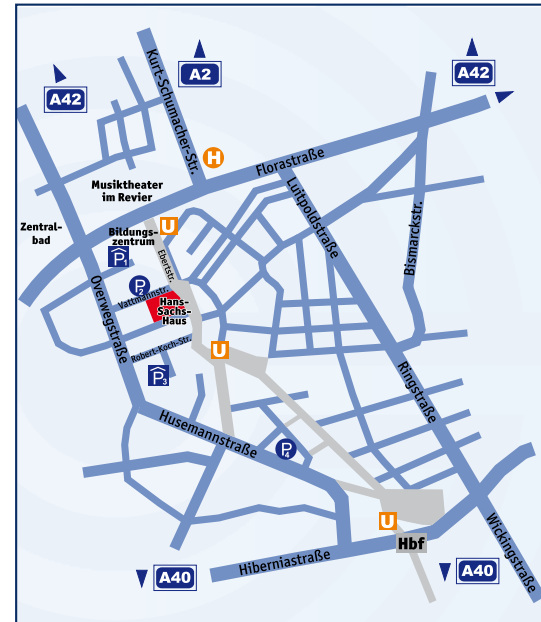 A42
A2
A42
Kurt-Schumacher-Str.
H
Florastraße
Musiktheater
im Revier
Luitpoldstraße
Bismarckstr.
Zentral-
bad
U
Bildungs-
zentrum
P1
Ebertstr.
P2
Vattmannstr.
Hans-
Sachs-
Haus
Overwegstraße
Robert-Koch-Str.
U
P3
Ringstraße
Husemannstraße
P4
U
Hbf
Wickingstraße
Hiberniastraße
A40
A40